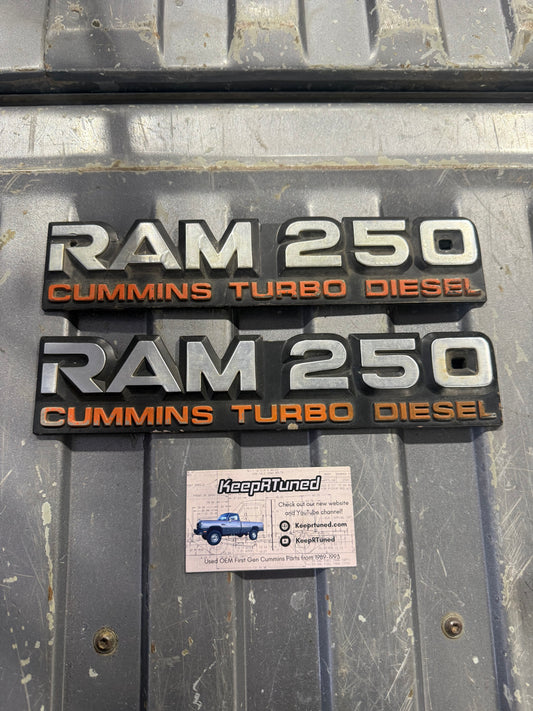 RAM 250
CUMMINS TURBO DIESEL
RAM 250
CUMMINS TURBO DIESEL
KeepRTuned
Check out our new website
and YouTube channel!
Keeprtuned.com
KeepRTuned
Used OEM First Gen Cummins Parts from 1989-1993